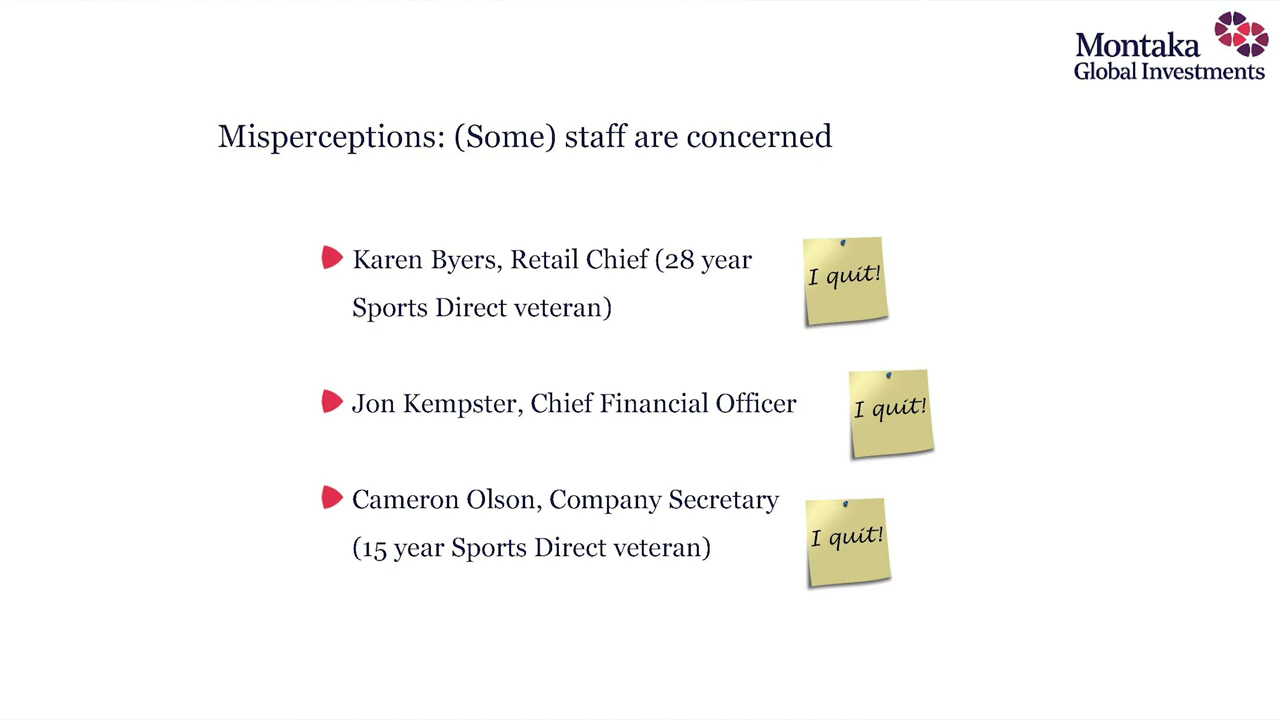 Montaka
Global Investments
Misperceptions: (Some) staff are concerned
Karen Byers, Retail Chief (28 year
Sports Direct veteran)
I quit!
Jon Kempster, Chief Financial Officer
I quit!
Cameron Olson, Company Secretary
(15 year Sports Direct veteran)
I quit!